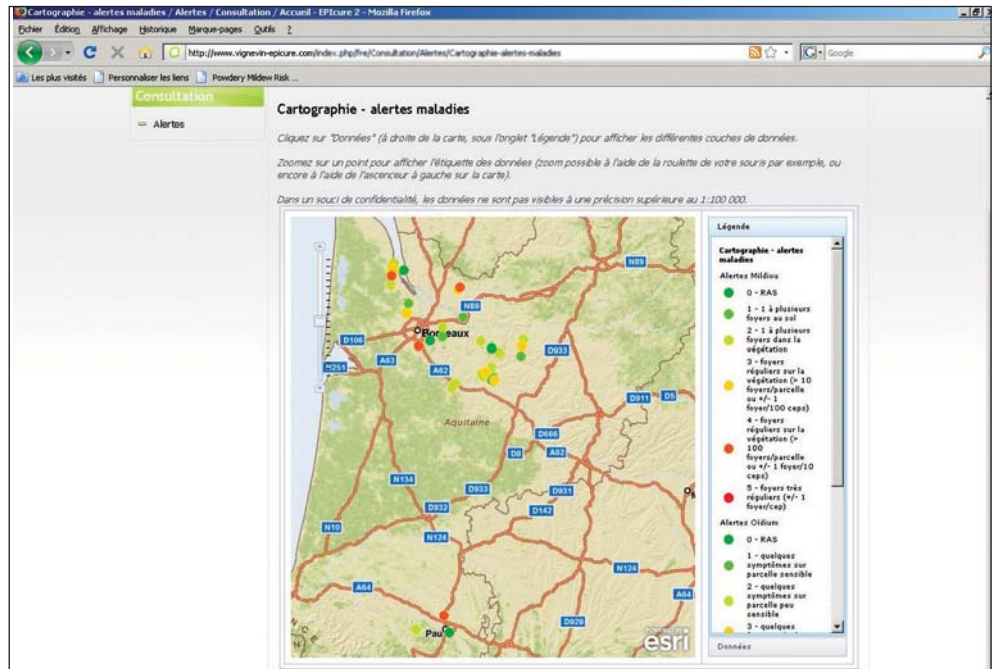 Cartographie - alertes maladies / Alertes / Consultation / Accueil - EPIcure 2 - Mozilla Firefox
Fichier Édition Affichage Historique Marque-pages Outils ?
http://www.vignevin-epicure.com/index.php/fre/Consultation/Alertes/Cartographie-alertes-maladies
Google
Les plus visités Personnaliser les liens Powdery Mildew Risk ...
Consultation
Alertes
Cartographie - alertes maladies
Cliquez sur "Données" (à droite de la carte, sous l'onglet "Légende") pour afficher les différentes couches de données.
Zoomez sur un point pour afficher l'étiquette des données (zoom possible à l'aide de la roulette de votre souris par exemple, ou
encore à l'aide de l'ascenceur à gauche sur la carte).
Dans un souci de confidentialité, les données ne sont pas visibles à une précision supérieure au 1:100 000.
N89
N89
Bordeaux
D106
A63
D933
N251
A62
D911
D5
Aquitaine
D666
D8
A62
N134
D933
D931
D932
D142
N10
N124
N124
A64
A64
D929
Pau
POWERED BY
esri
Légende
Cartographie - alertes
maladies
Alertes Mildiou
0 - RAS
1 - 1 à plusieurs
foyers au sol
2 - 1 à plusieurs
foyers dans la
végétation
3 - foyers
réguliers sur la
végétation (> 10
foyers/parcelle
ou +/- 1
foyer/100 ceps)
4 - foyers
réguliers sur la
végétation (>
100
foyers/parcelle
ou +/- 1 foyer/10
ceps)
5 - foyers très
réguliers (+/- 1
foyer/cep)
Alertes Oïdium
0 - RAS
1 - quelques
symptômes sur
parcelle sensible
2 - quelques
symptômes sur
parcelle peu
sensible
3 - quelques
Données